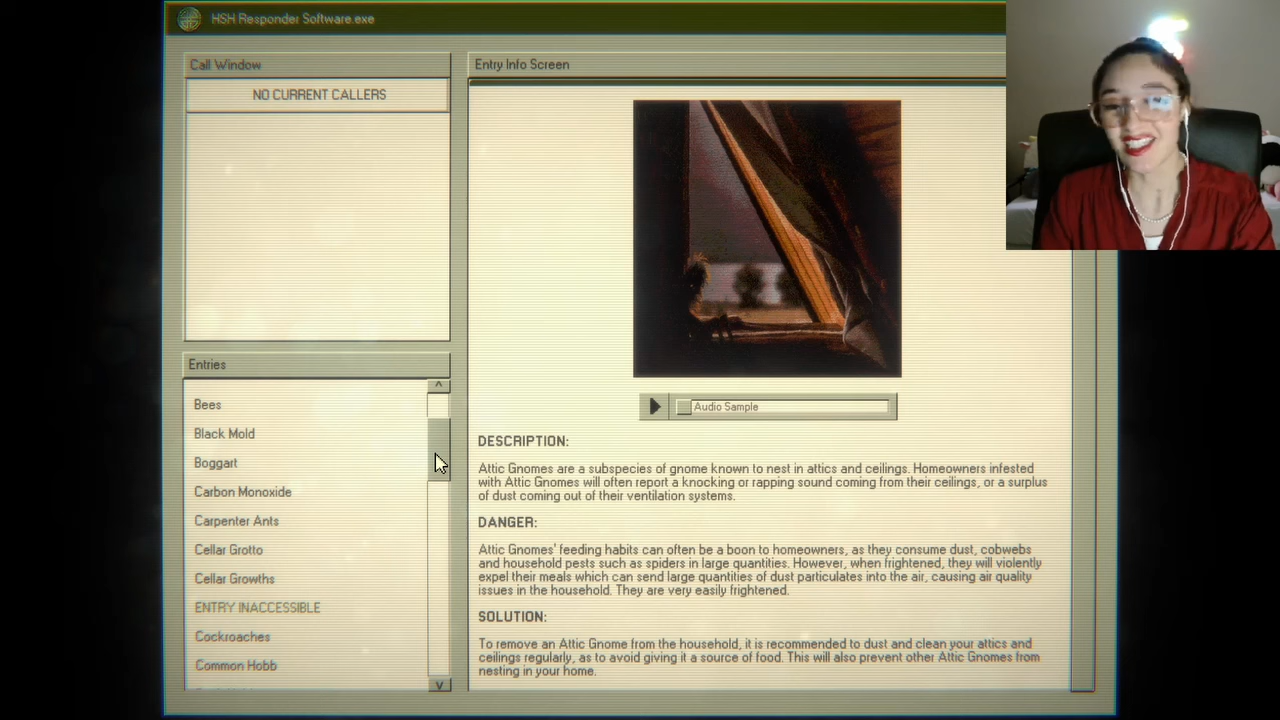 HSH Responder Software.exe
Call Window
NO CURRENT CALLERS
Entries
Bees
Black Mold
Boggart
Carbon Monoxide
Carpenter Ants
Cellar Grotto
Cellar Growths
ENTRY INACCESSIBLE
Cockroaches
Common Hobb
Entry Info Screen
Audio Sample
DESCRIPTION:
Attic Gnomes are a subspecies of gnome known to nest in attics and ceilings. Homeowners infested
with Attic Gnomes will often report a knocking or rapping sound coming from their ceilings, or a surplus
of dust coming out of their ventilation systems.
DANGER:
Attic Gnomes' feeding habits can often be a boon to homeowners, as they consume dust, cobwebs
and household pests such as spiders in large quantities. However, when frightened, they will violently
expel their meals which can send large quantities of dust particulates into the air, causing air quality
issues in the household. They are very easily frightened.
SOLUTION:
To remove an Attic Gnome from the household, it is recommended to dust and clean your attics and
ceilings regularly, as to avoid giving it a source of food. This will also prevent other Attic Gnomes from
nesting in your home.